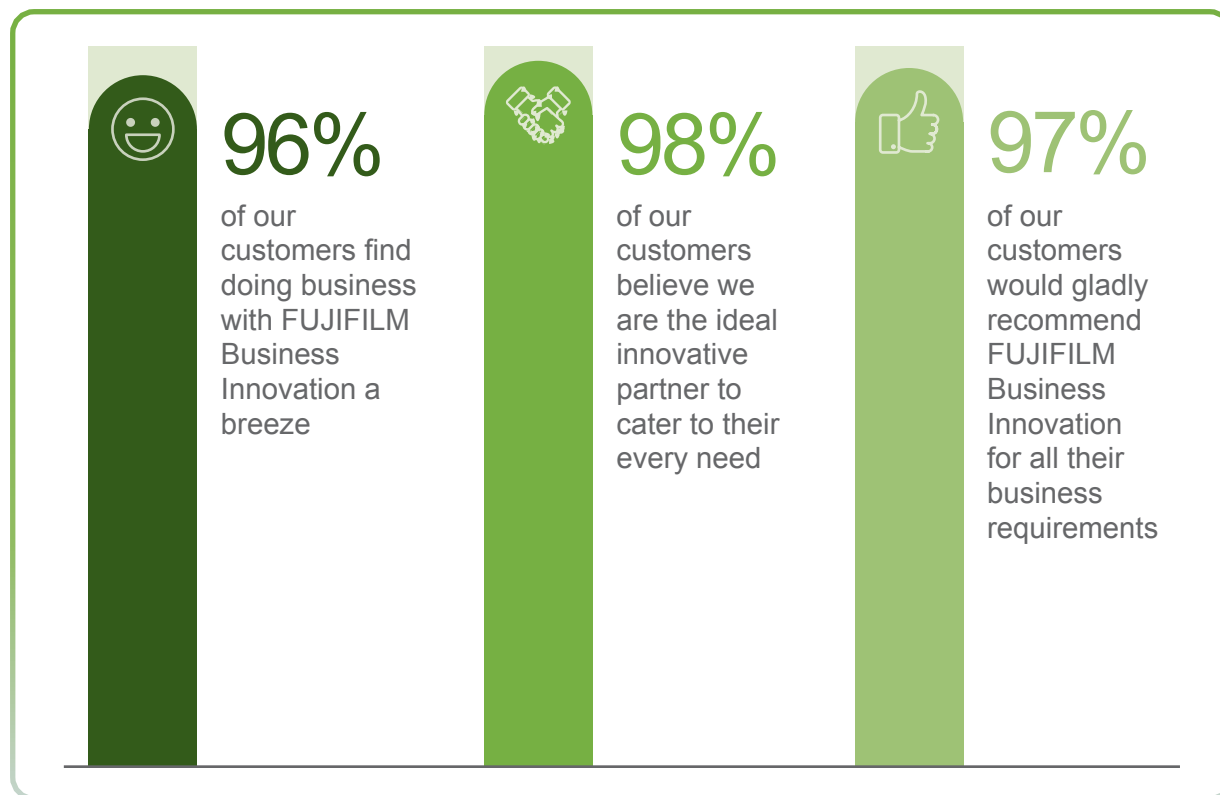 96%
of our
customers find
doing business
with FUJIFILM
Business
Innovation a
breeze
98%
of our
customers
believe we
are the ideal
innovative
partner to
cater to their
every need
97%
of our
customers
would gladly
recommend
FUJIFILM
Business
Innovation
for all their
business
requirements